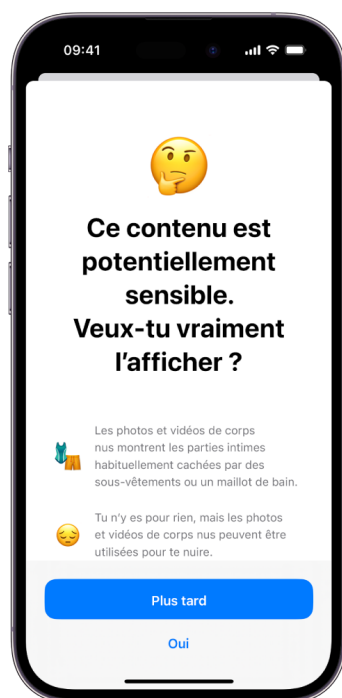 09:41
Ce contenu est
potentiellement
sensible.
Veux-tu vraiment
l’afficher ?
Les photos et vidéos de corps
nus montrent les parties intimes
habituellement cachées par des
sous-vêtements ou un maillot de bain.
Tu n’y es pour rien, mais les photos
et vidéos de corps nus peuvent être
utilisées pour te nuire.
Plus tard
Oui